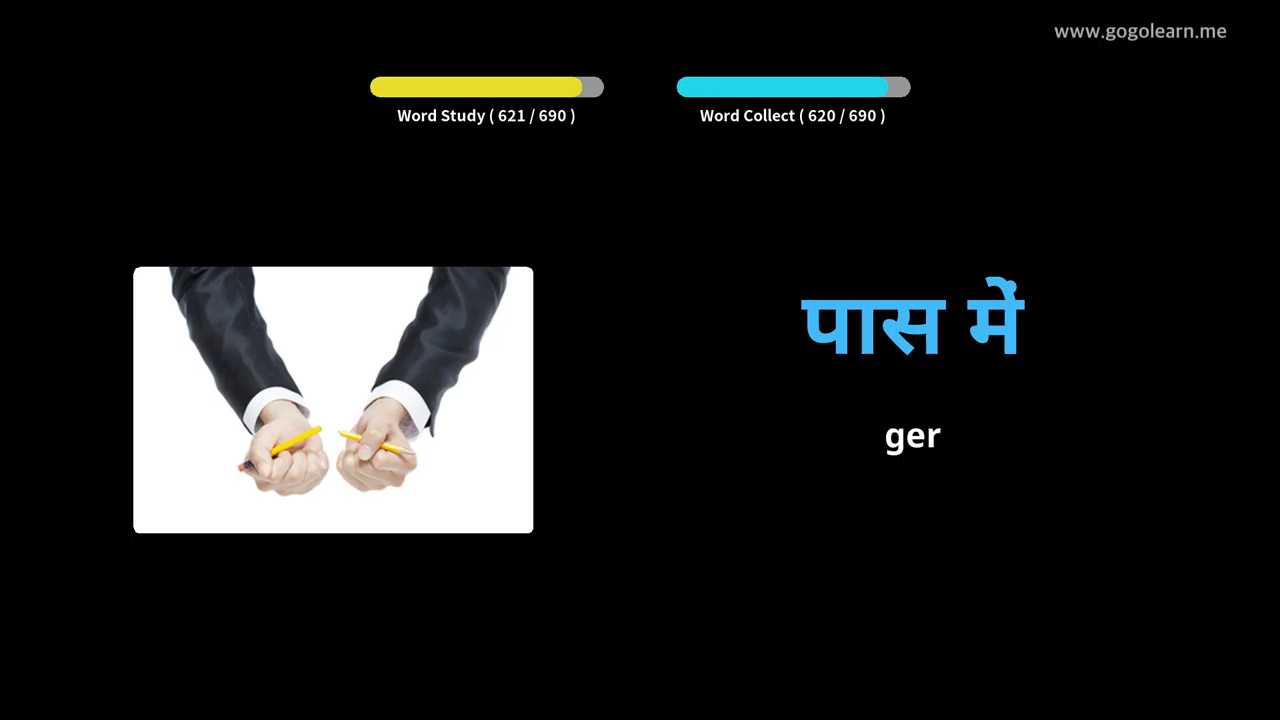 www.gogolearn.me
Word Study ( 621 / 690 )
Word Collect ( 620 / 690 )
पास में
ger